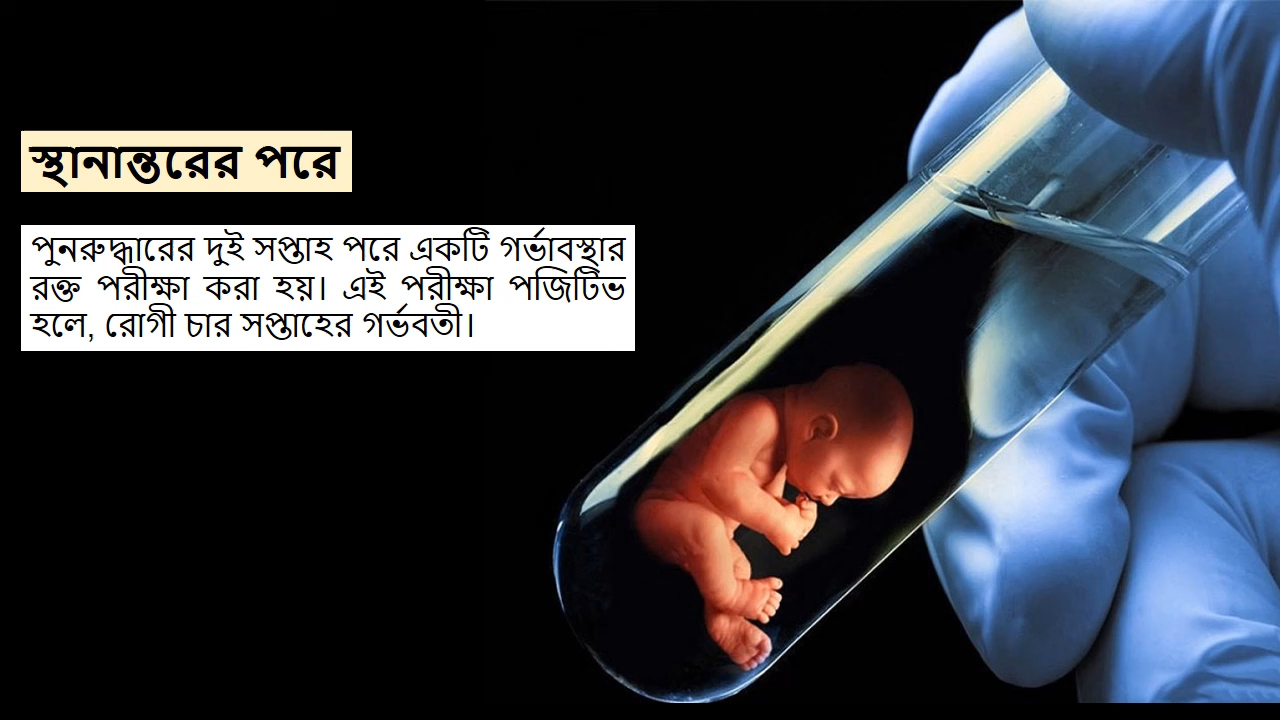 স্থানান্তরের পরে
পুনরুদ্ধারের দুই সপ্তাহ পরে একটি গর্ভাবস্থার
রক্ত পরীক্ষা করা হয়। এই পরীক্ষা পজিটিভ
হলে, রোগী চার সপ্তাহের গর্ভবতী।